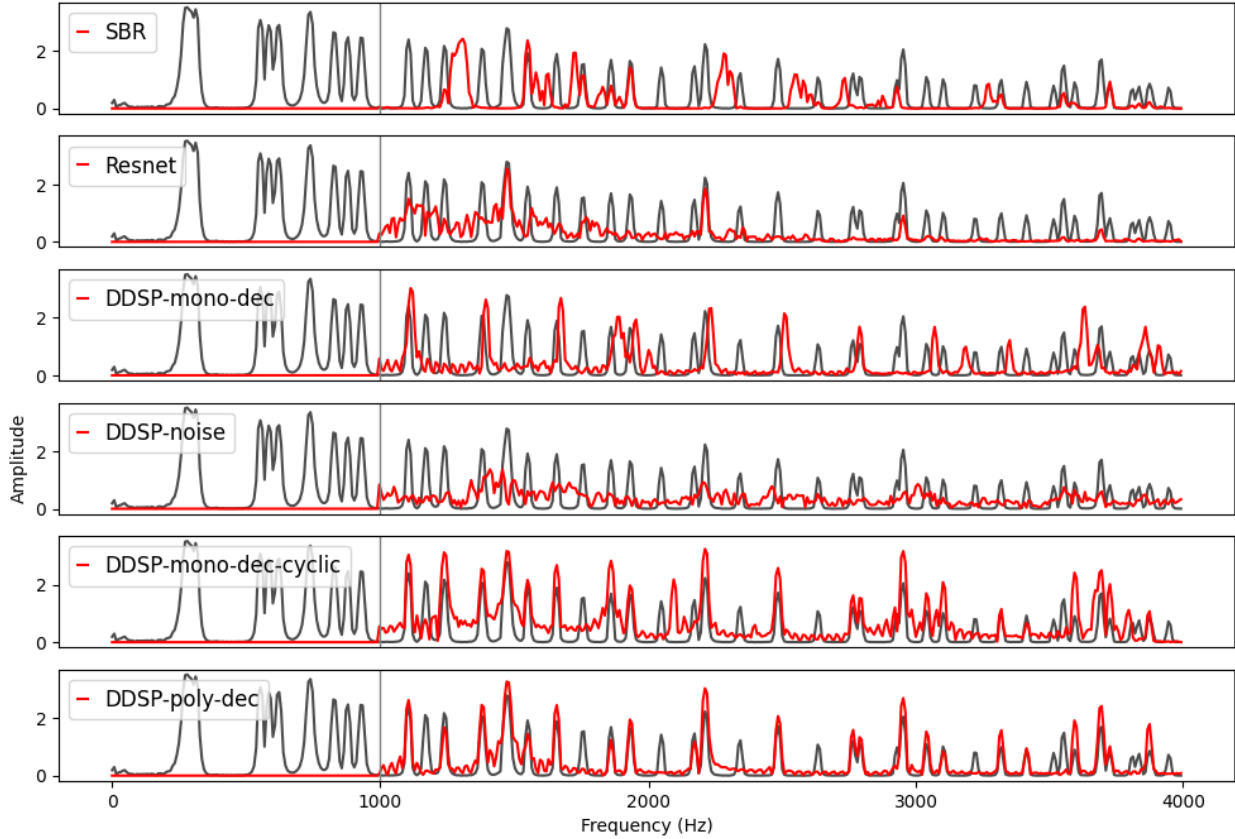 SBR
2
0
Resnet
2
0
DDSP-mono-dec
2
0
DDSP-noise
2
0
DDSP-mono-dec-cyclic
2
0
DDSP-poly-dec
2
0
Amplitude
0
1000
2000
3000
4000
Frequency (Hz)